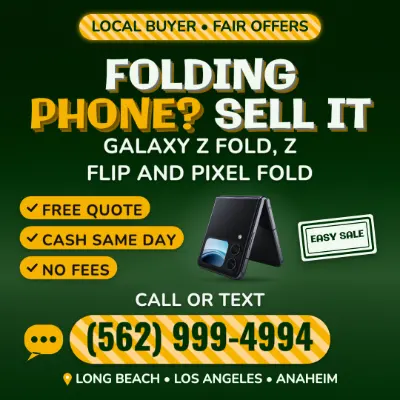 LOCAL BUYER • FAIR OFFERS
FOLDING
PHONE? SELL IT
GALAXY Z FOLD, Z
FLIP AND PIXEL FOLD
FREE QUOTE
CASH SAME DAY
NO FEES
EASY SALE
CALL OR TEXT
(562) 999-4994
LONG BEACH • LOS ANGELES • ANAHEIM